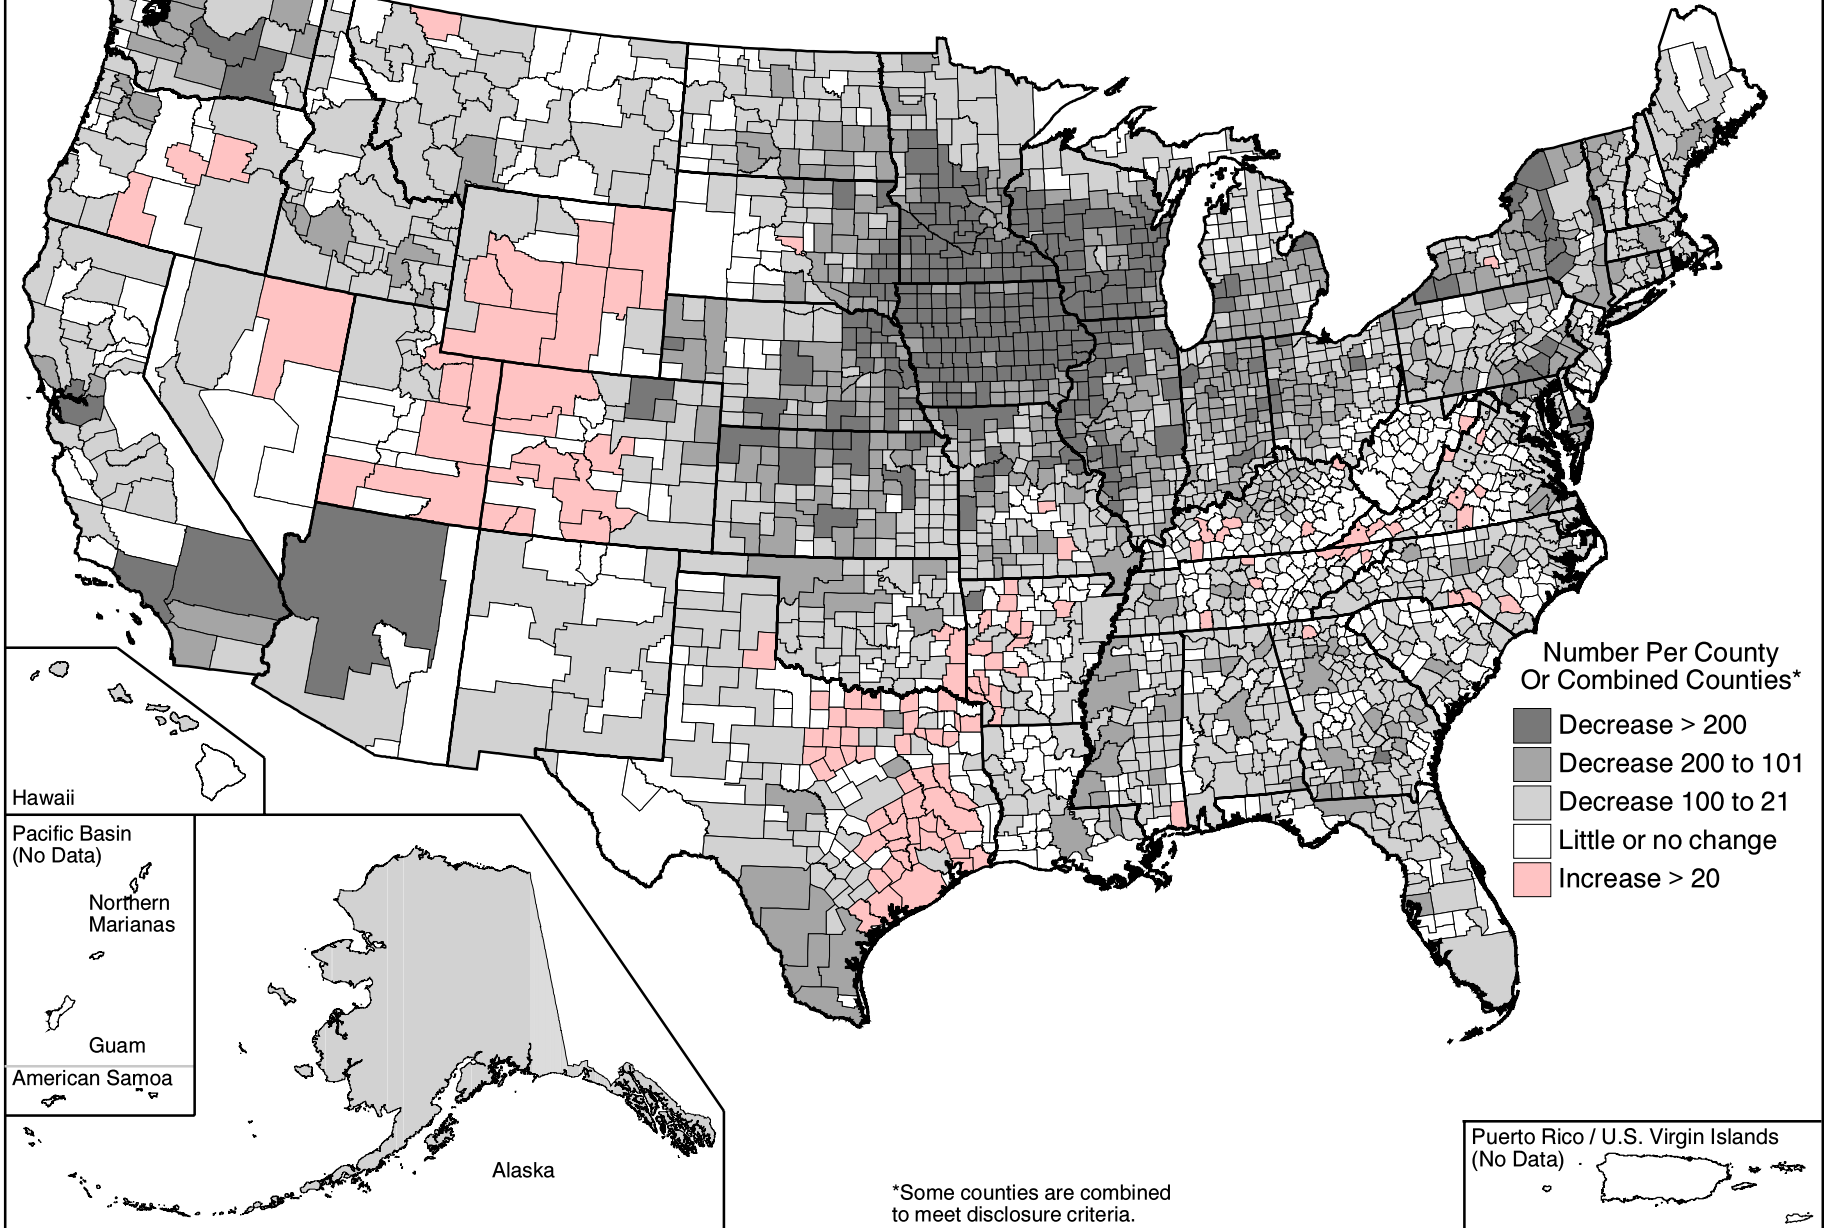 Number Per County
Or Combined Counties*
Decrease > 200
Decrease 200 to 101
Decrease 100 to 21
Little or no change
Increase > 20
Hawaii
Pacific Basin
(No Data)
Northern
Marianas
Guam
American Samoa
Alaska
*Some counties are combined
to meet disclosure criteria.
Puerto Rico / U.S. Virgin Islands
(No Data)